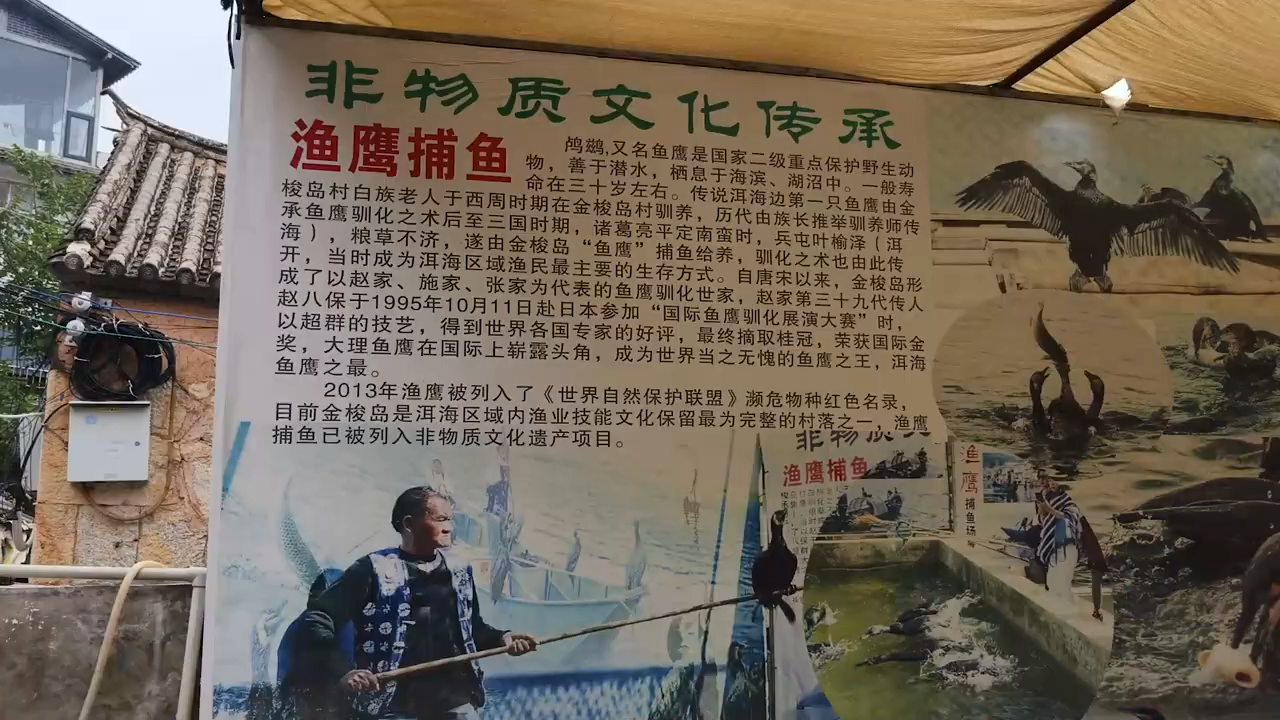 非物质文化传承
渔鹰捕鱼
鸬鹚,又名鱼鹰是国家二级重点保护野生动
物，善于潜水，栖息于海滨、湖沼中。一般寿
命在三十岁左右。传说洱海边第一只鱼鹰由金
梭岛村白族老人于西周时期在金梭岛村驯养，历代由族长推举驯养师传
承鱼鹰驯化之术后至三国时期，诸葛亮平定南蛮时，兵屯叶榆泽（洱
海），粮草不济，遂由金梭岛“鱼鹰”捕鱼给养，驯化之术也由此传
开，当时成为洱海区域渔民最主要的生存方式。自唐宋以来，金梭岛形
成了以赵家、施家、张家为代表的鱼鹰驯化世家，赵家第三十九代传人
赵八保于1995年10月11日赴日本参加“国际鱼鹰驯化展演大赛”时，
以超群的技艺，得到世界各国专家的好评，最终摘取桂冠，荣获国际金
奖，大理鱼鹰在国际上崭露头角，成为世界当之无愧的鱼鹰之王，洱海
鱼鹰之最。
2013年渔鹰被列入了《世界自然保护联盟》濒危物种红色名录，
目前金梭岛是洱海区域内渔业技能文化保留最为完整的村落之一，渔鹰
捕鱼已被列入非物质文化遗产项目。
非物质文
渔鹰捕鱼
渔鹰捕鱼场